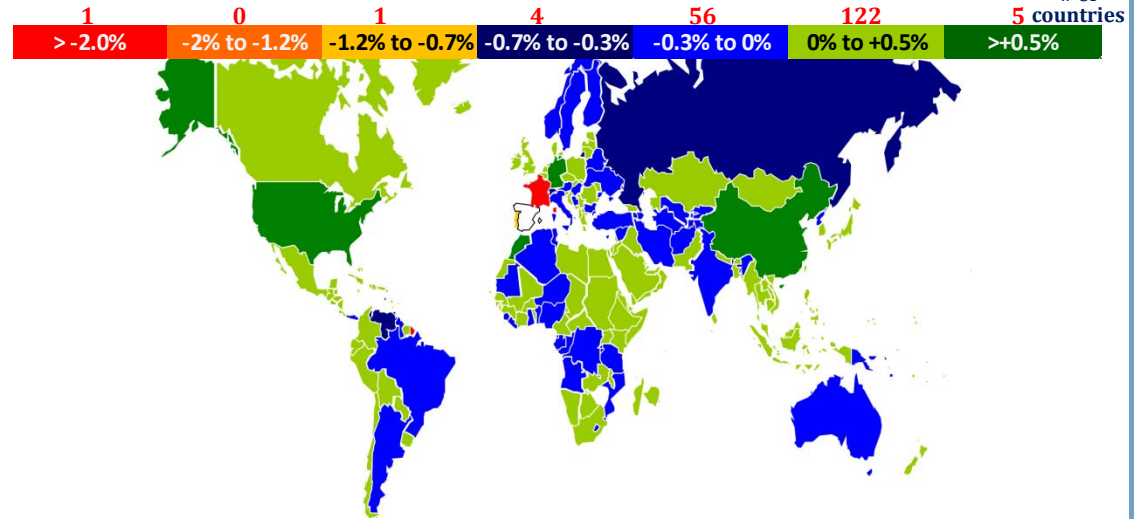 1 0 1 4 56 122 5 countries
> -2.0% -2% to -1.2% -1.2% to -0.7% -0.7% to -0.3% -0.3% to 0% 0% to +0.5% >+0.5%